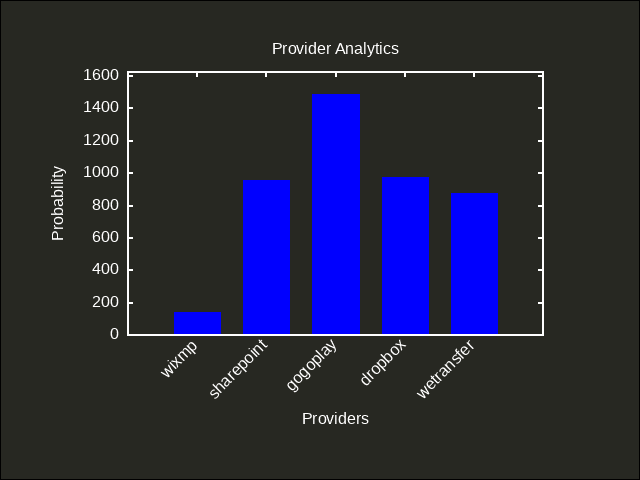 Provider Analytics
1600
1400
1200
1000
800
600
400
200
0
Probability
wixmp
sharepoint
gogoplay
dropbox
wetransfer
Providers